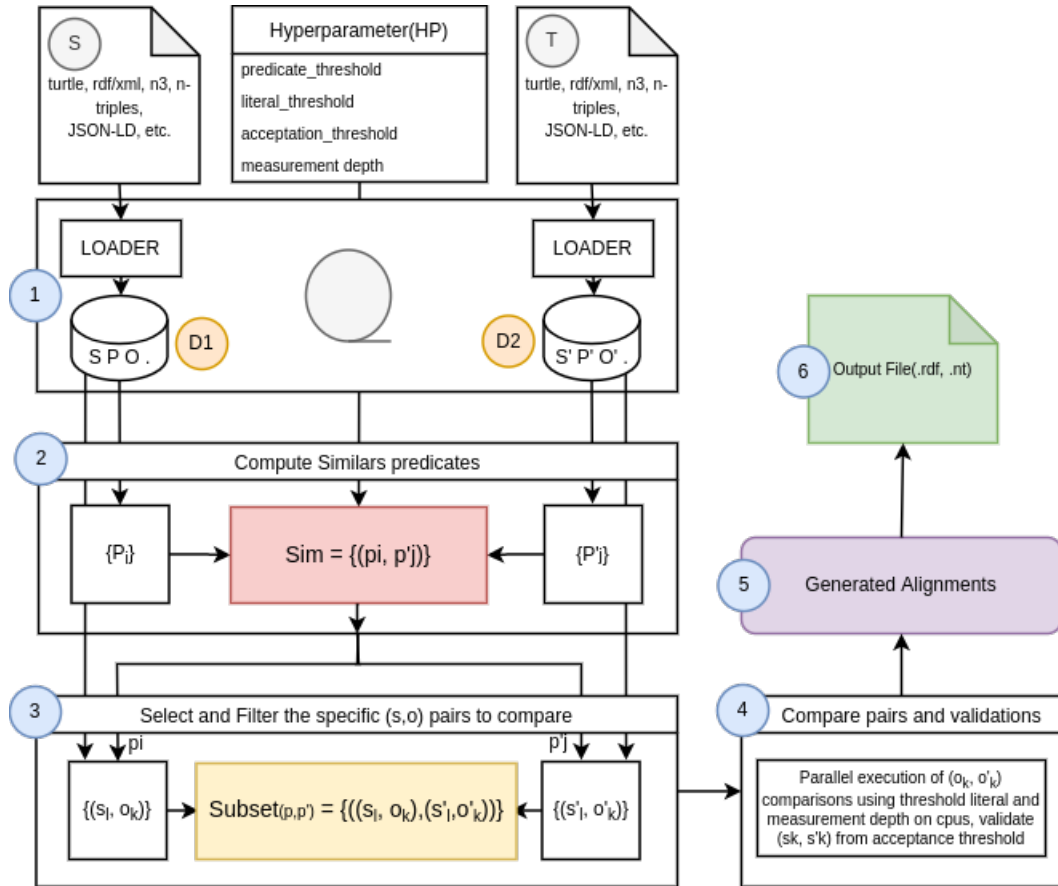 S
turtle, rdf/xml, n3, n-
triples,
JSON-LD, etc.
Hyperparameter(HP)
predicate_threshold
literal_threshold
acceptation_threshold
measurement depth
T
turtle, rdf/xml, n3, n-
triples,
JSON-LD, etc.
1
LOADER
LOADER
S P O .
D1
D2
S' P' O' .
2
Compute Similars predicates
{Pi}
Sim = {(pi, p'j)}
{P'j}
3
Select and Filter the specific (s,o) pairs to compare
pi
p'j
{(sl, ok)}
Subset(p,p') = {((sl, ok),(s'l,o'k))}
{(s'l, o'k)}
4
Compare pairs and validations
Parallel execution of (ok, o'k)
comparisons using threshold literal and
measurement depth on cpus, validate
(sk, s'k) from acceptance threshold
5
Generated Alignments
6
Output File(.rdf, .nt)